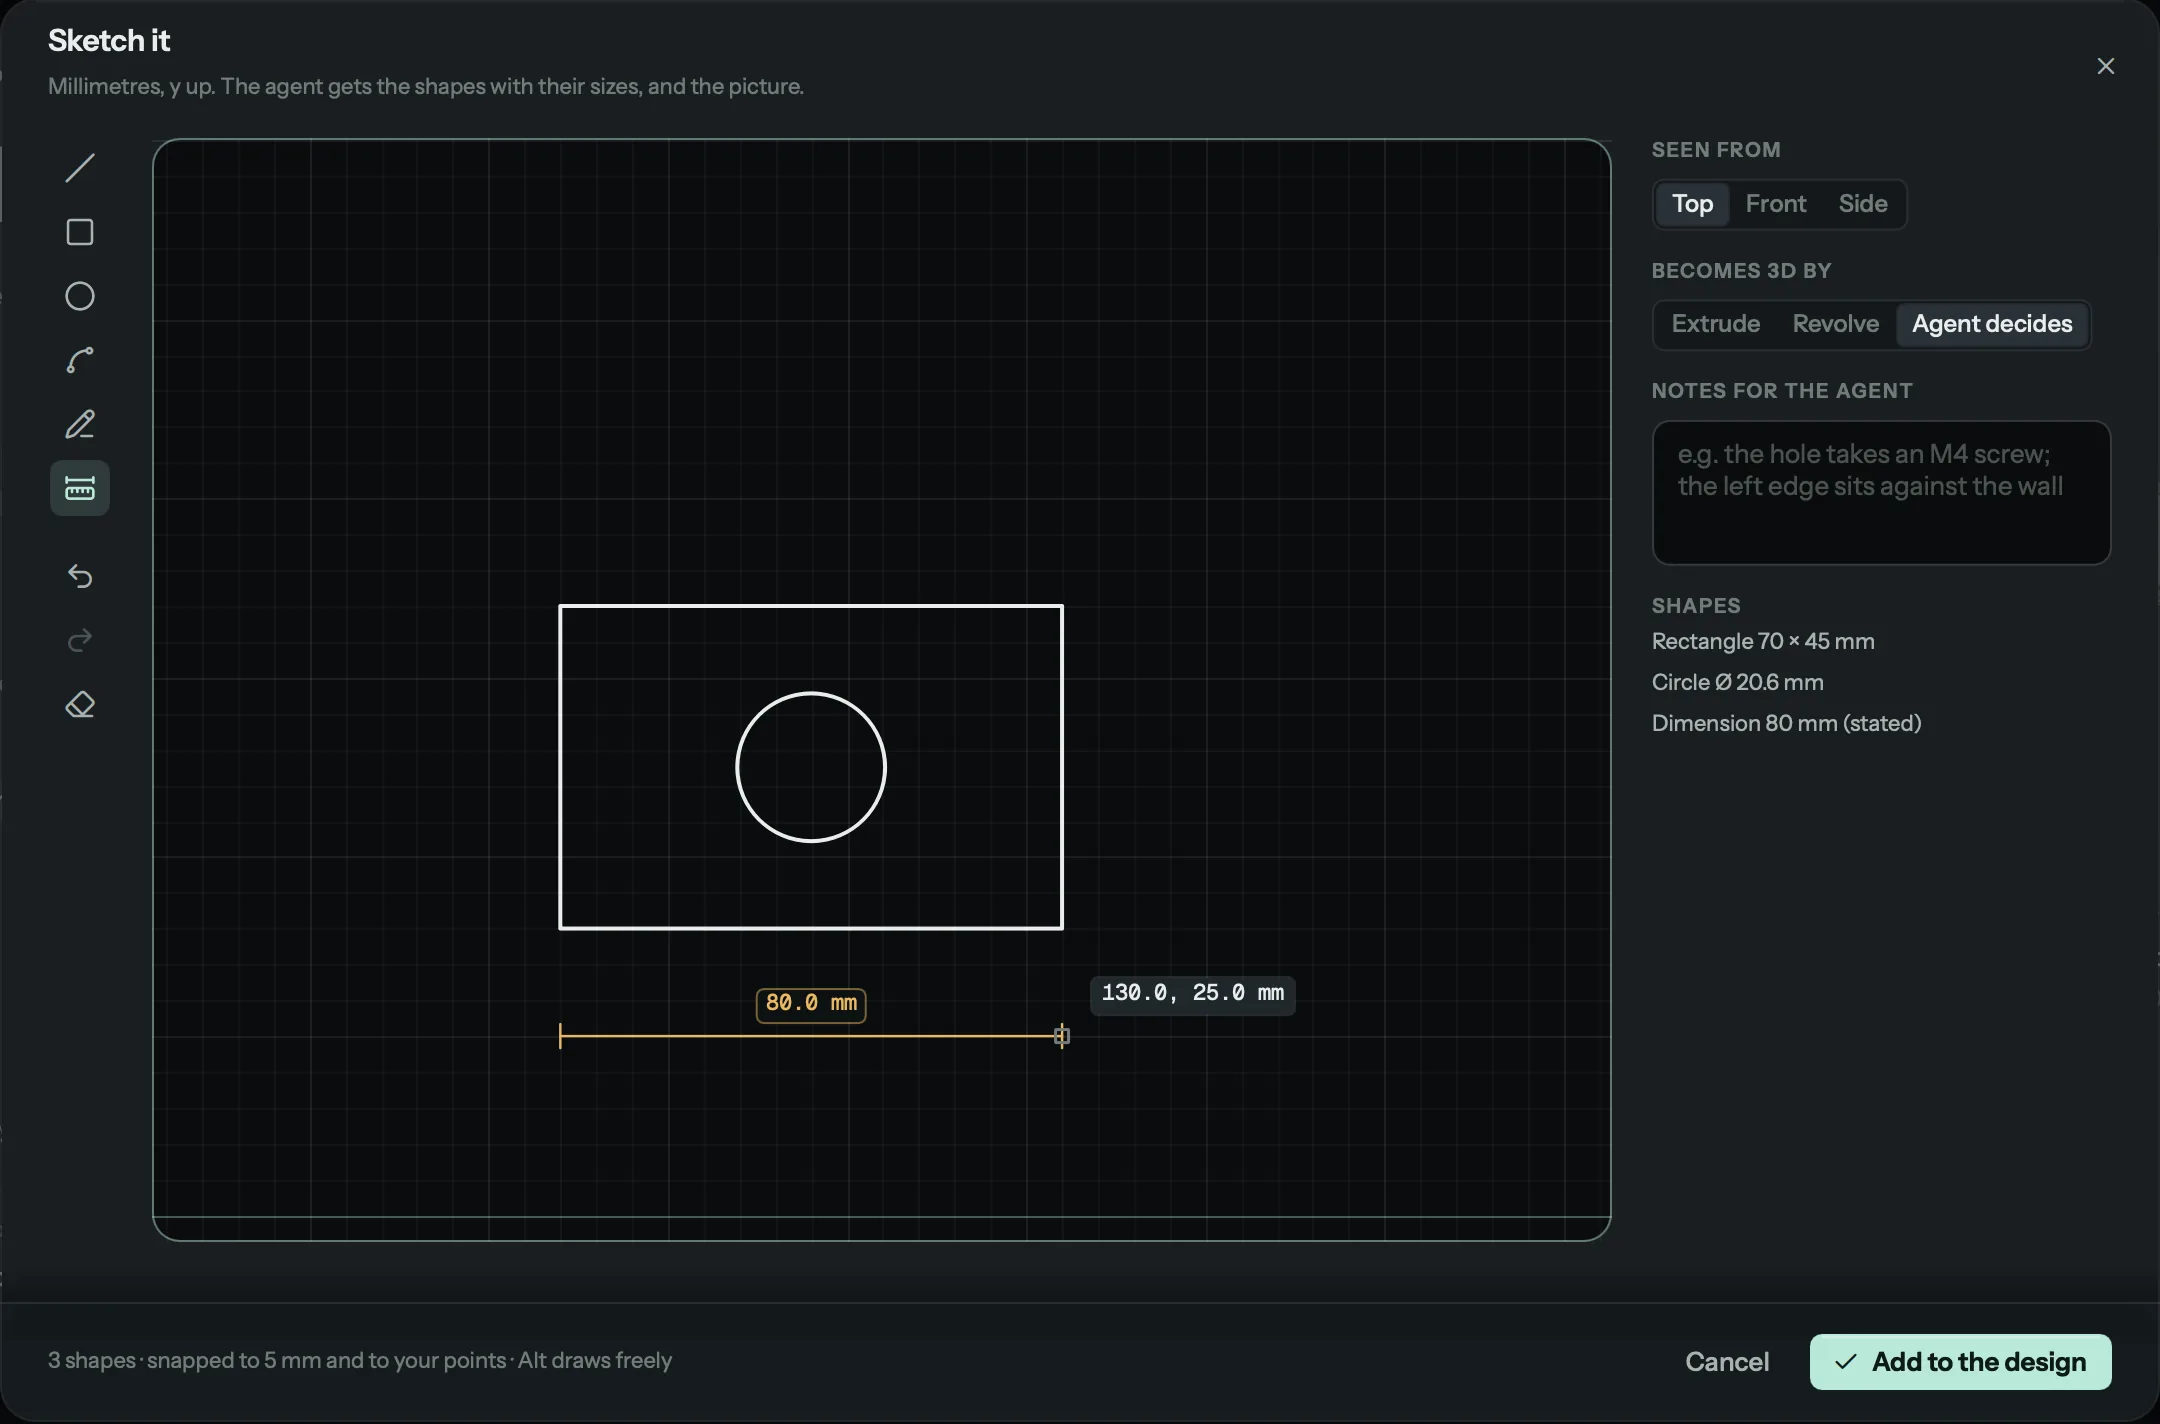 Sketch it
Millimetres, y up. The agent gets the shapes with their sizes, and the picture.
SEEN FROM
Top Front Side
BECOMES 3D BY
Extrude Revolve Agent decides
NOTES FOR THE AGENT
e.g. the hole takes an M4 screw;
the left edge sits against the wall
SHAPES
Rectangle 70 × 45 mm
Circle Ø 20.6 mm
Dimension 80 mm (stated)
80.0 mm
130.0, 25.0 mm
3 shapes · snapped to 5 mm and to your points · Alt draws freely
Cancel
Add to the design